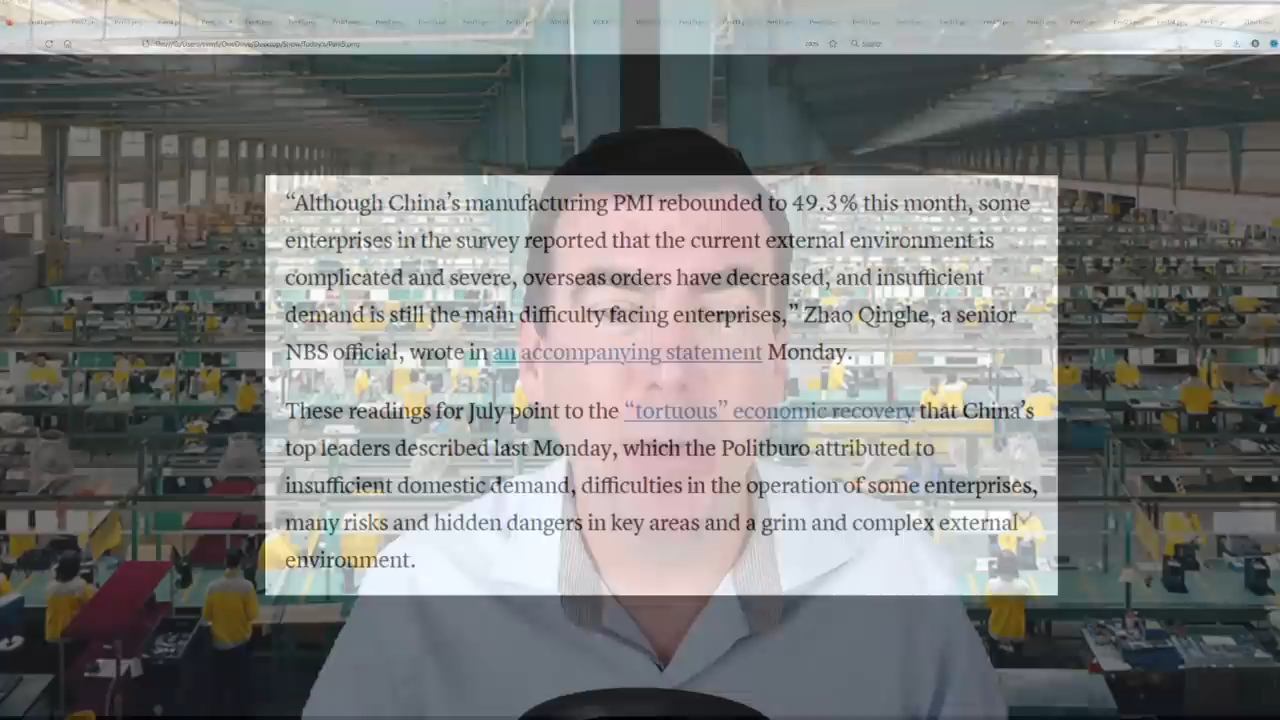 “Although China’s manufacturing PMI rebounded to 49.3% this month, some
enterprises in the survey reported that the current external environment is
complicated and severe, overseas orders have decreased, and insufficient
demand is still the main difficulty facing enterprises,” Zhao Qinghe, a senior
NBS official, wrote in an accompanying statement Monday.
These readings for July point to the “tortuous” economic recovery that China’s
top leaders described last Monday, which the Politburo attributed to
insufficient domestic demand, difficulties in the operation of some enterprises,
many risks and hidden dangers in key areas and a grim and complex external
environment.